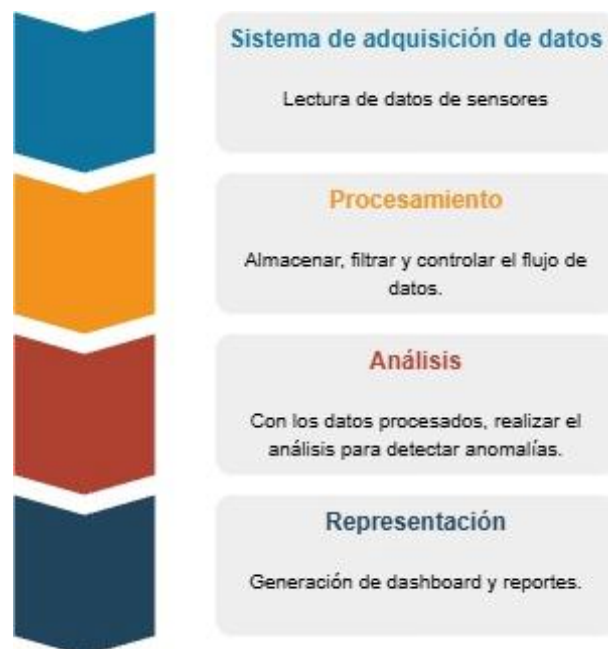 Sistema de adquisición de datos
Lectura de datos de sensores
Procesamiento
Almacenar, filtrar y controlar el flujo de
datos.
Análisis
Con los datos procesados, realizar el
análisis para detectar anomalías.
Representación
Generación de dashboard y reportes.